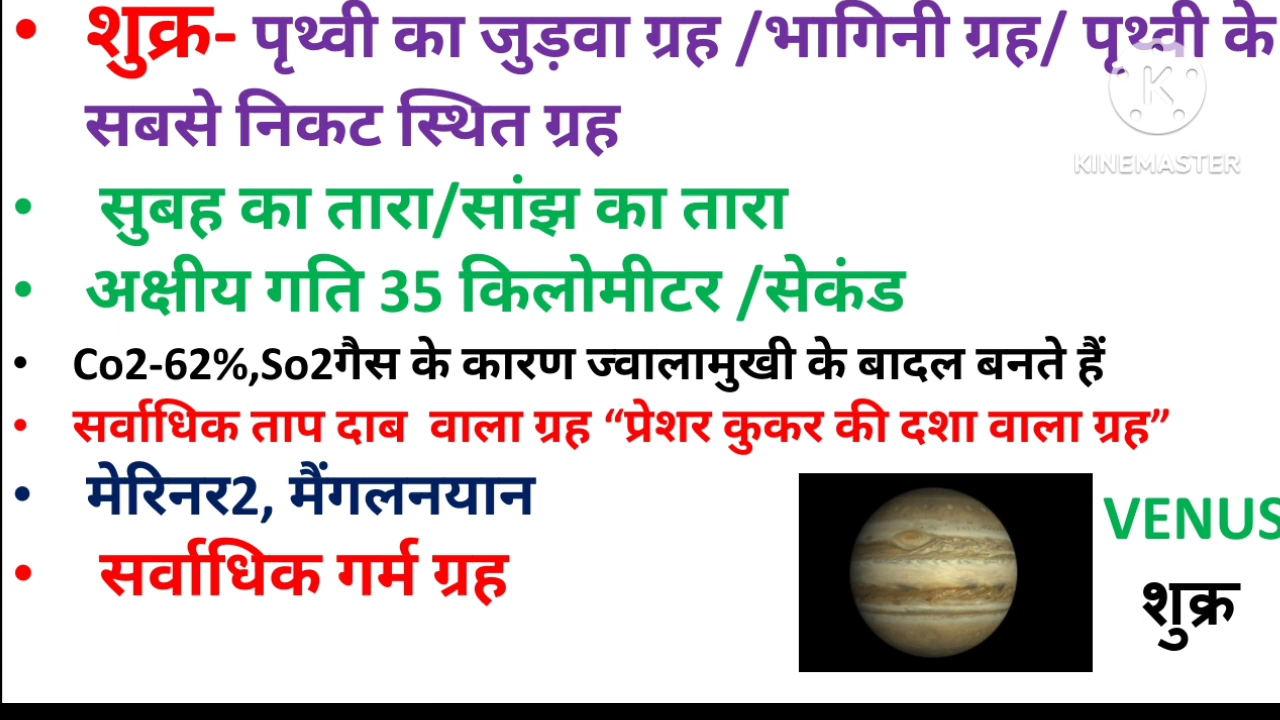 • शुक्र- पृथ्वी का जुड़वा ग्रह /भागिनी ग्रह/ पृथ्वी के
सबसे निकट स्थित ग्रह
KINEMASTER
• सुबह का तारा/सांझ का तारा
• अक्षीय गति 35 किलोमीटर /सेकंड
• Co2-62%,So2गैस के कारण ज्वालामुखी के बादल बनते हैं
• सर्वाधिक ताप दाब वाला ग्रह “प्रेशर कुकर की दशा वाला ग्रह”
• मेरिनर2, मैंगलनयान
VENUS
• सर्वाधिक गर्म ग्रह
शुक्र